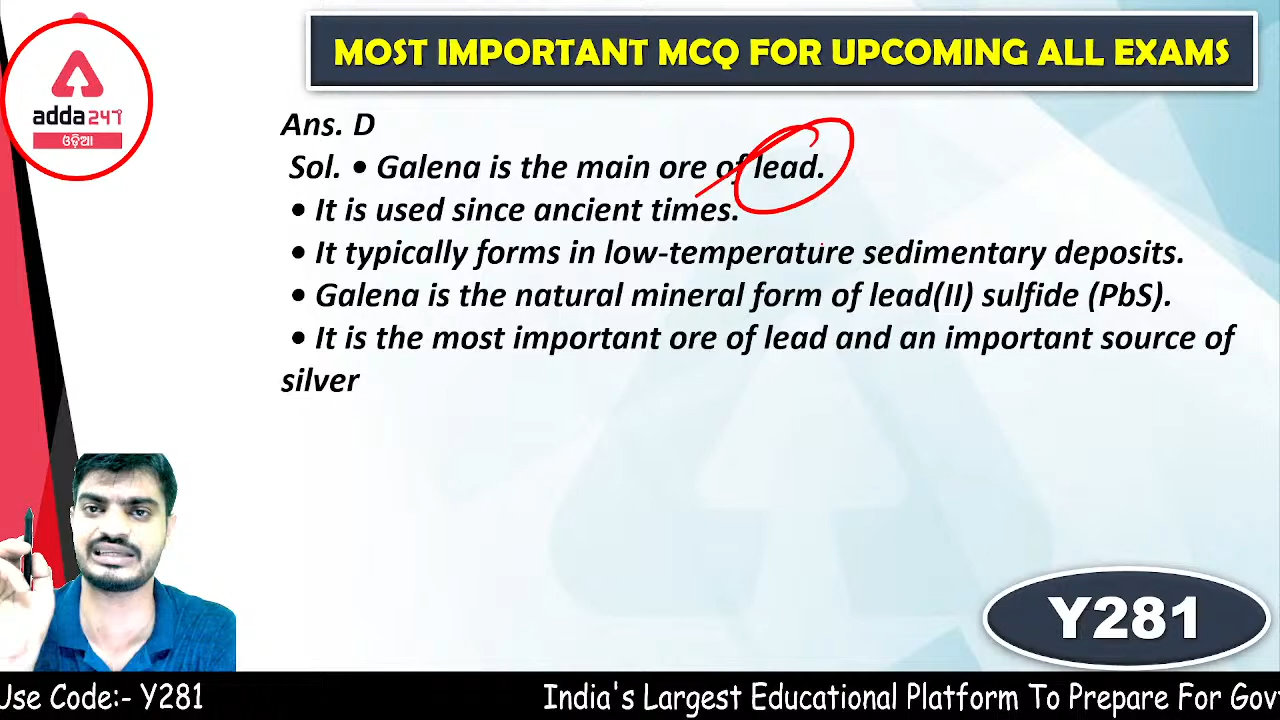 MOST IMPORTANT MCQ FOR UPCOMING ALL EXAMS
adda247
ଓଡ଼ିଆ
Ans. D
Sol. • Galena is the main ore of lead.
• It is used since ancient times.
• It typically forms in low-temperature sedimentary deposits.
• Galena is the natural mineral form of lead(II) sulfide (PbS).
• It is the most important ore of lead and an important source of
silver
Y281
Use Code:- Y281
India's Largest Educational Platform To Prepare For Gov